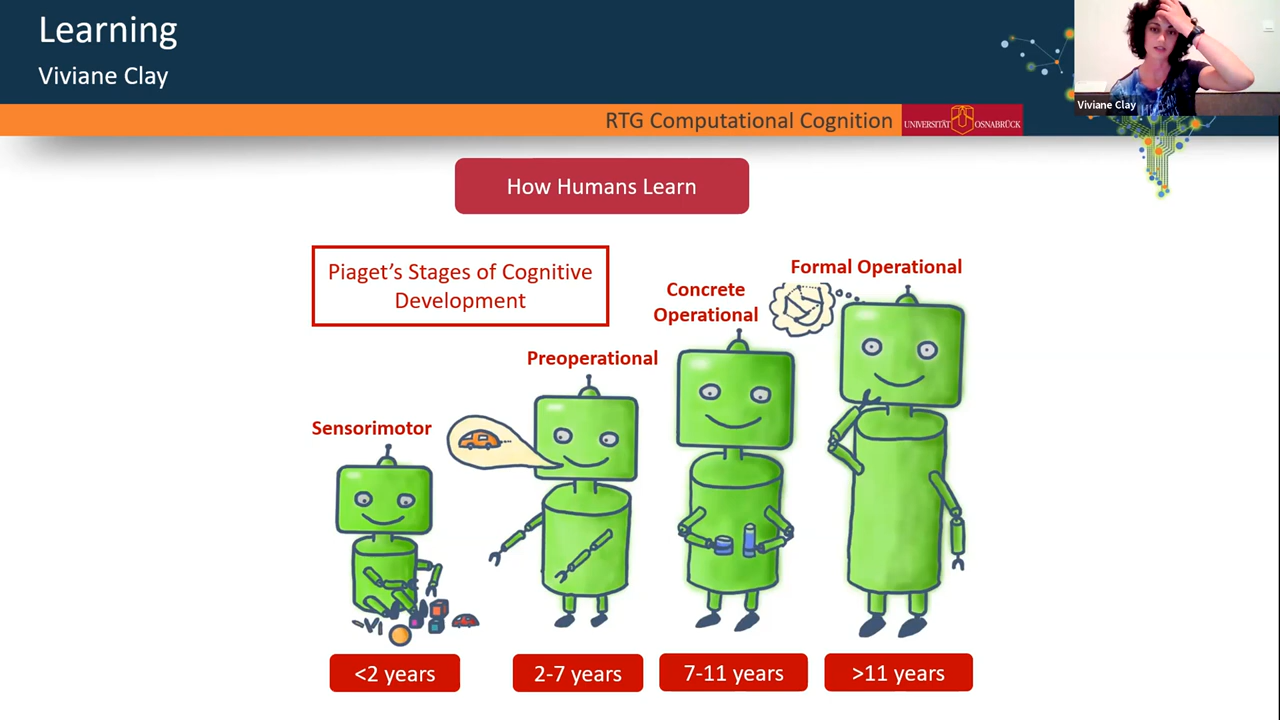 Learning
Viviane Clay
Viviane Clay
RTG Computational Cognition
UNIVERSITÄT OSNABRÜCK
How Humans Learn
Piaget's Stages of Cognitive
Development
Formal Operational
Concrete
Operational
Preoperational
Sensorimotor
<2 years
2-7 years
7-11 years
>11 years